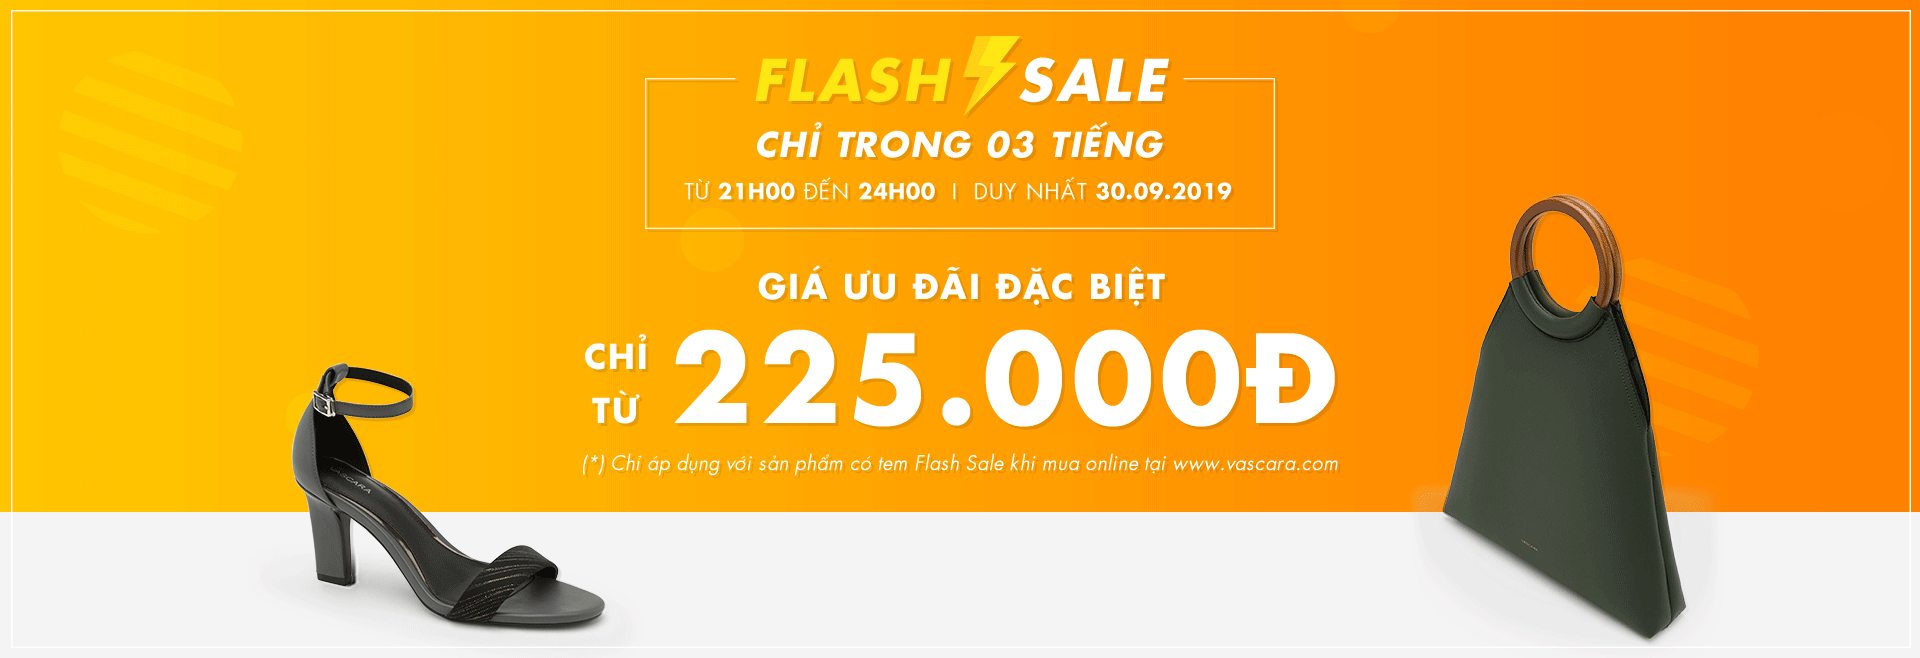 FLASH SALE
CHỈ TRONG 03 TIẾNG
TỪ 21H00 ĐẾN 24H00 | DUY NHẤT 30.09.2019
GIÁ ƯU ĐÃI ĐẶC BIỆT
CHỈ TỪ 225.000Đ
(*) Chỉ áp dụng với sản phẩm có tem Flash Sale khi mua online tại www.vascara.com
VASCARA